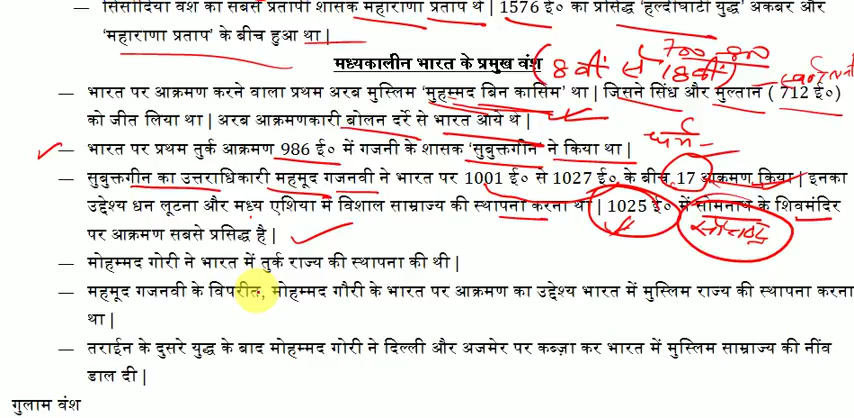 — सिसोदिया वंश का सबसे प्रतापी शासक महाराणा प्रताप थे | 1576 ई० का प्रसिद्ध 'हल्दीघाटी युद्ध' अकबर और
'महाराणा प्रताप' के बीच हुआ था |
700 - 800
मध्यकालीन भारत के प्रमुख वंश (8वीं से 18वीं)
— भारत पर आक्रमण करने वाला प्रथम अरब मुस्लिम 'मुहम्मद बिन कासिम' था | जिसने सिंध और मुल्तान ( 712 ई०)
को जीत लिया था | अरब आक्रमणकारी बोलन दर्रे से भारत आये थे |
धर्म
— भारत पर प्रथम तुर्क आक्रमण 986 ई० में गजनी के शासक 'सुबुक्तगीन' ने किया था |
— सुबुक्तगीन का उत्तराधिकारी महमूद गजनवी ने भारत पर 1001 ई० से 1027 ई० के बीच 17 आक्रमण किया | इनका
उद्देश्य धन लूटना और मध्य एशिया में विशाल साम्राज्य की स्थापना करना था | 1025 ई० में सोमनाथ के शिवमंदिर
पर आक्रमण सबसे प्रसिद्ध है |
— मोहम्मद गोरी ने भारत में तुर्क राज्य की स्थापना की थी |
— महमूद गजनवी के विपरीत, मोहम्मद गौरी के भारत पर आक्रमण का उद्देश्य भारत में मुस्लिम राज्य की स्थापना करना
था |
— तराईन के दुसरे युद्ध के बाद मोहम्मद गोरी ने दिल्ली और अजमेर पर कब्ज़ा कर भारत में मुस्लिम साम्राज्य की नींव
डाल दी |
गुलाम वंश